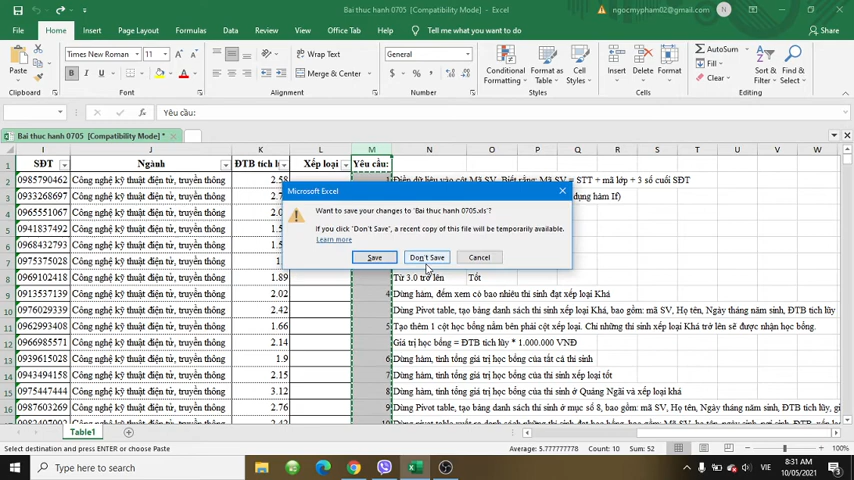 Bai thuc hanh 0705 [Compatibility Mode] - Excel
ngocmypham02@gmail.com
N
File
Home
Insert
Page Layout
Formulas
Data
Review
View
Office Tab
Tell me what you want to do
Share
Paste
Times New Roman
11
B I U
Wrap Text
Merge & Center
General
$ % ,
Conditional Formatting
Format as Table
Cell Styles
Insert
Delete
Format
AutoSum
Fill
Clear
Sort & Filter
Find & Select
Clipboard
Font
Alignment
Number
Styles
Cells
Editing
Yêu cầu:
Bai thuc hanh 0705 [Compatibility Mode] *
I J K L M N O P Q R S T U V W
1 SĐT Ngành ĐTB tích lũ Xếp loại Yêu cầu:
2 0985790462 Công nghệ kỹ thuật điện tử, truyền thông 2.58 1 Điền dữ liệu vào cột Mã SV. Biết rằng: Mã SV = STT + mã lớp + 3 số cuối SĐT
3 0933268697 Công nghệ kỹ thuật điện tử, truyền thông dụng hàm If)
4 0965551067 Công nghệ kỹ thuật điện tử, truyền thông
5 0941837492 Công nghệ kỹ thuật điện tử, truyền thông
6 0968432793 Công nghệ kỹ thuật điện tử, truyền thông
7 0965375311 Công nghệ kỹ thuật điện tử, truyền thông
8 0969102418 Công nghệ kỹ thuật điện tử, truyền thông 1.89 Từ 3.0 trở lên Tốt
9 0913537139 Công nghệ kỹ thuật điện tử, truyền thông 2.02 4 Dùng hàm, đếm xem có bao nhiêu thí sinh đạt xếp loại Khá
10 0976029339 Công nghệ kỹ thuật điện tử, truyền thông 2.42 Dùng Pivot table, tạo bảng danh sách thí sinh xếp loại Khá, bao gồm: mã SV, Họ tên, Ngày tháng năm sinh, ĐTB tích lũy
11 0962993308 Công nghệ kỹ thuật điện tử, truyền thông 1.66 5 Tạo thêm 1 cột học bổng nằm bên phải cột xếp loại. Chỉ những thí sinh xếp loại Khá trở lên sẽ được nhận học bổng.
12 0966985571 Công nghệ kỹ thuật điện tử, truyền thông 2.14 Giá trị học bổng = ĐTB tích lũy * 1.000.000 VNĐ
13 0939615028 Công nghệ kỹ thuật điện tử, truyền thông 1.9 6 Dùng hàm, tính tổng giá trị học bổng của tất cả thí sinh
14 0943494158 Công nghệ kỹ thuật điện tử, truyền thông 2.15 7 Dùng hàm, tính tổng giá trị học bổng thí sinh xếp loại tốt
15 0975447444 Công nghệ kỹ thuật điện tử, truyền thông 3.12 8 Dùng hàm, tính tổng giá trị học bổng thí sinh ở Quảng Ngãi và xếp loại khá
16 0987603269 Công nghệ kỹ thuật điện tử, truyền thông 2.76 9 Dùng Pivot table, tạo bảng danh sách thí sinh ở mục số 8, bao gồm: mã SV, Họ tên, Ngày tháng năm sinh, ĐTB tích lũy,
Microsoft Excel
Want to save your changes to 'Bai thuc hanh 0705.xls'?
If you click "Don't Save", a recent copy of this file will be temporarily available.
Learn more
Save
Don't Save
Cancel
Table1
Select destination and press ENTER or choose Paste
Average: 5.777777778
Count: 10
Sum: 52
100%
Type here to search
VIE
8:31 AM
10/05/2021
3